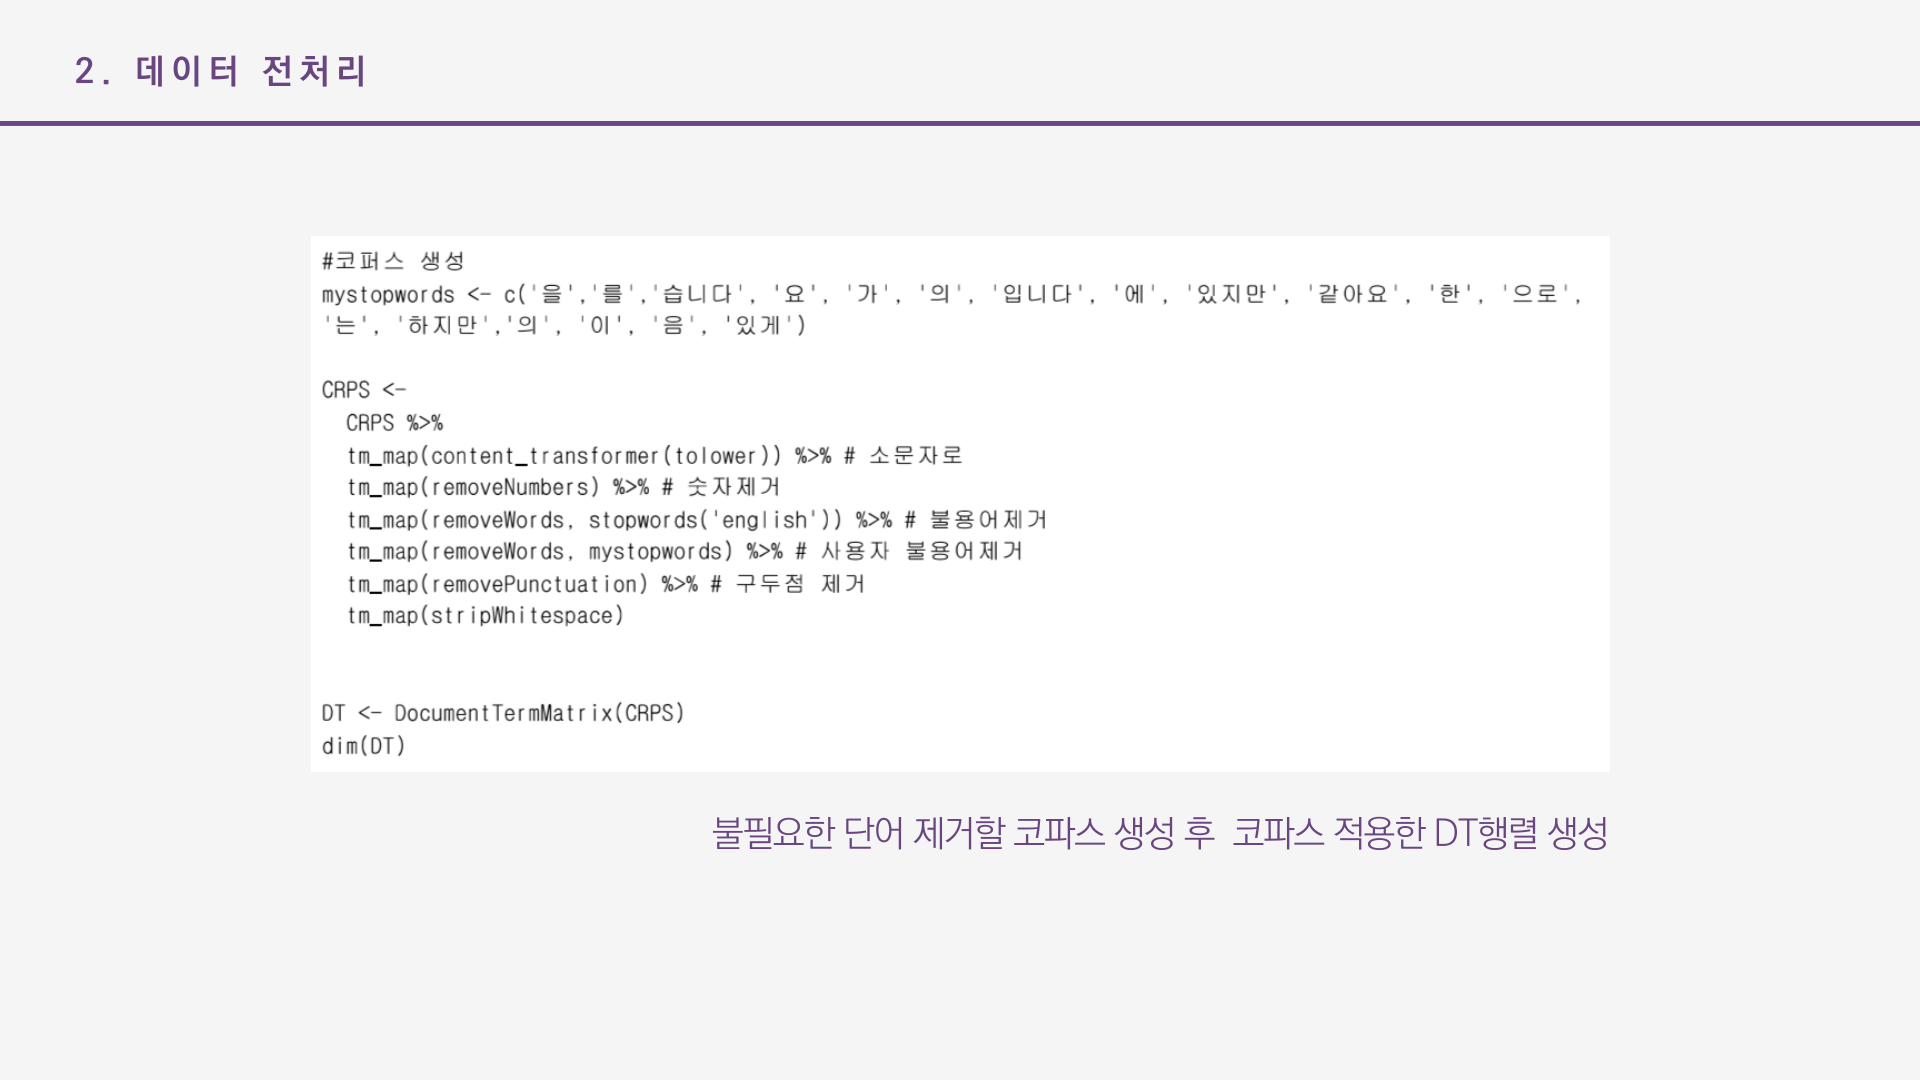 2. 데이터 전처리
#코퍼스 생성
mystopwords <- c('을','를','습니다', '요', '가', '의', '입니다', '에', '있지만', '같아요', '한', '으로',
'는', '하지만','의', '이', '음', '있게')
CRPS <-
CRPS %>%
tm_map(content_transformer(tolower)) %>% # 소문자로
tm_map(removeNumbers) %>% # 숫자제거
tm_map(removeWords, stopwords('english')) %>% # 불용어제거
tm_map(removeWords, mystopwords) %>% # 사용자 불용어제거
tm_map(removePunctuation) %>% # 구두점 제거
tm_map(stripWhitespace)
DT <- DocumentTermMatrix(CRPS)
dim(DT)
불필요한 단어 제거할 코파스 생성 후 코파스 적용한 DT행렬 생성